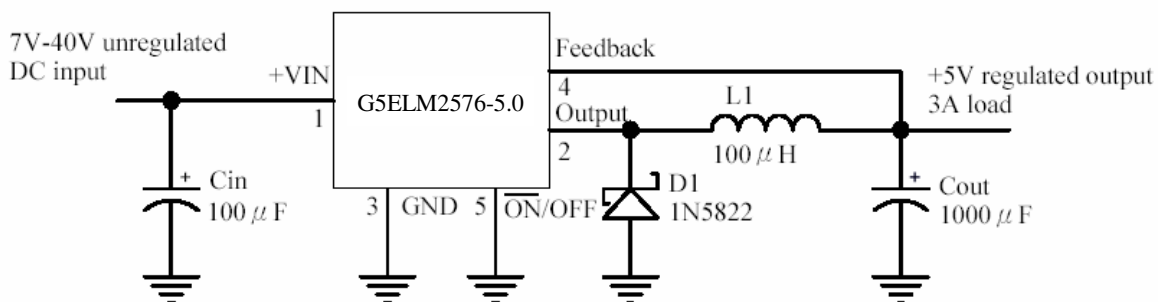 7V-40V unregulated
DC input
+VIN
1
G5ELM2576-5.0
Feedback
4
Output
2
L1
100 μ H
+5V regulated output
3A load
+ Cin
100 μ F
3 GND
5 O̅N̅/OFF
D1
1N5822
+ Cout
1000 μ F